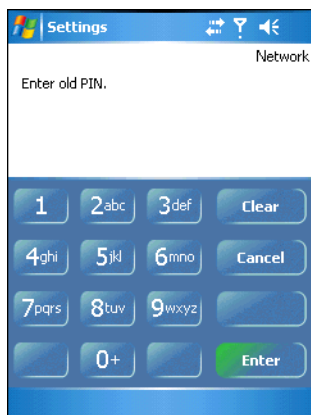 Settings
Network
Enter old PIN.
1 2abc 3def Clear
4ghi 5jkl 6mno Cancel
7pqrs 8tuv 9wxyz
0+ Enter